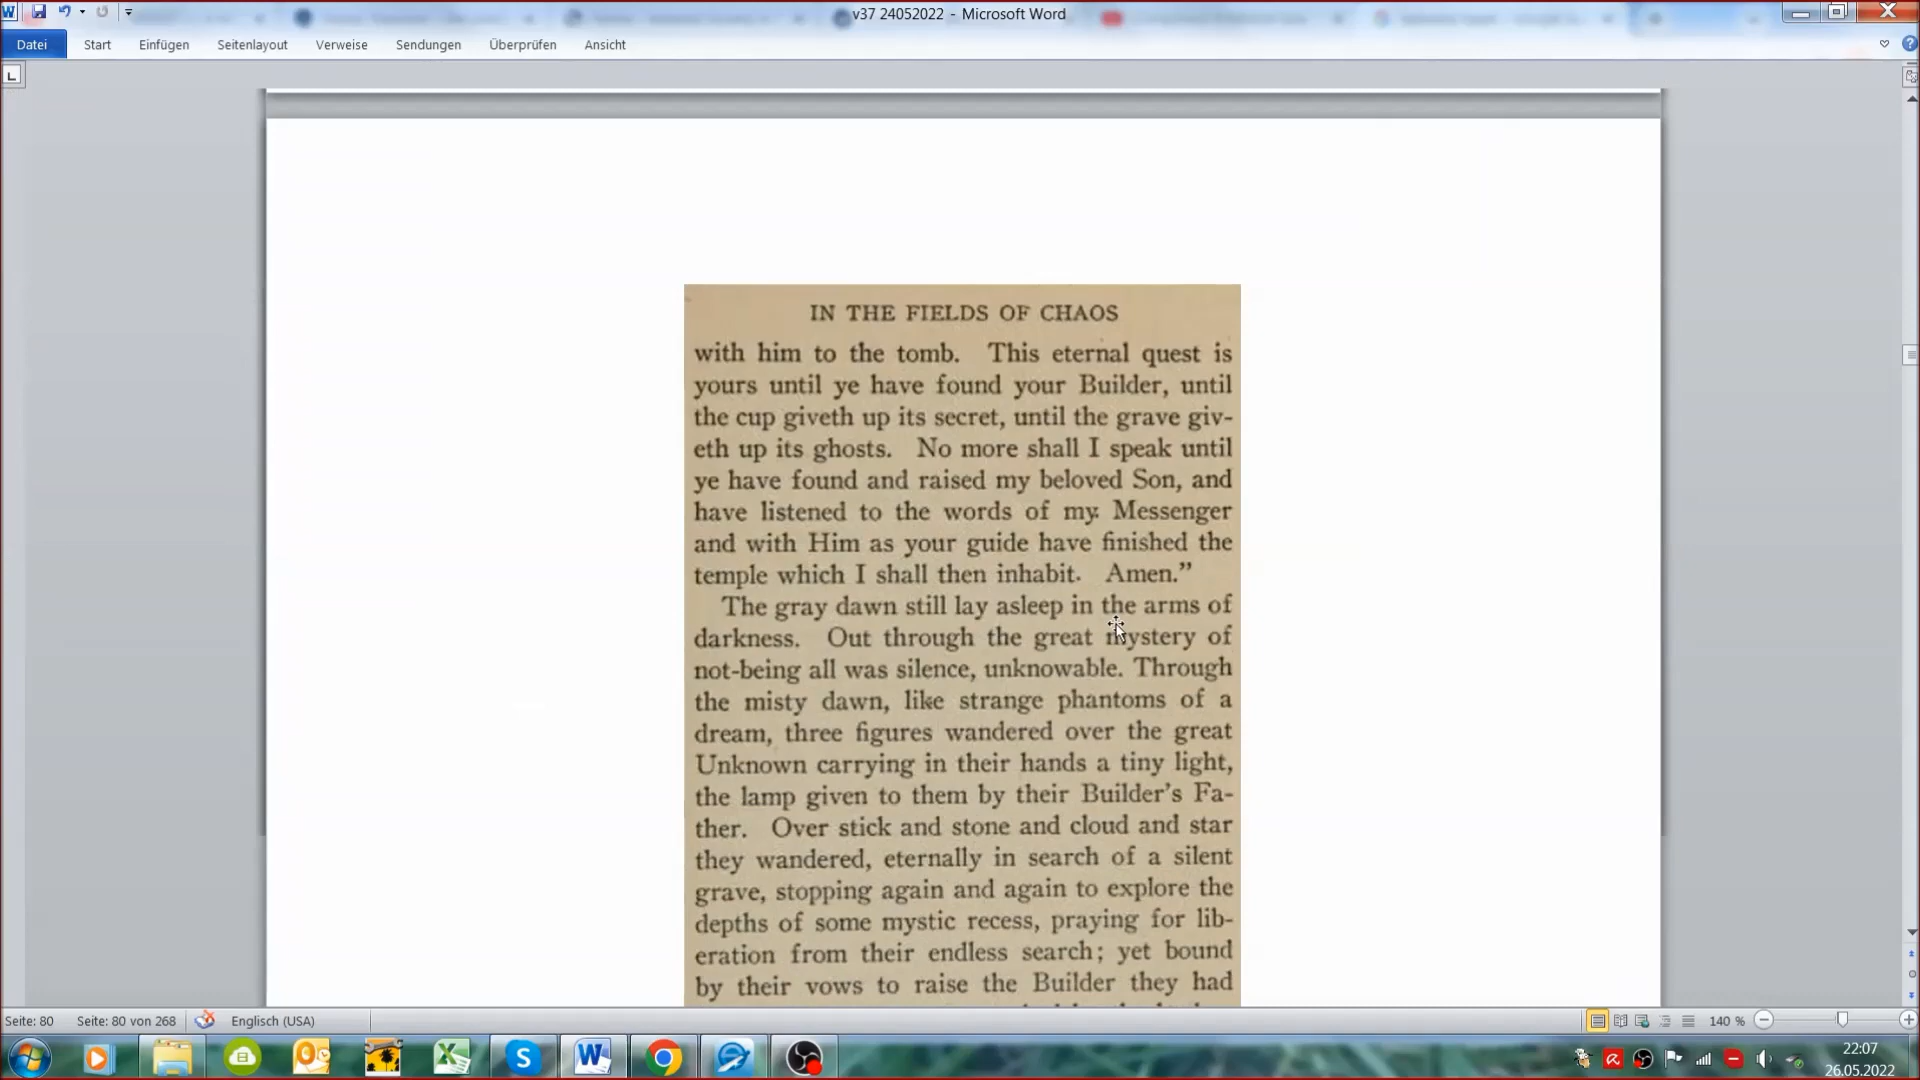 v37 24052022 - Microsoft Word
Datei Start Einfügen Seitenlayout Verweise Sendungen Überprüfen Ansicht
IN THE FIELDS OF CHAOS
with him to the tomb. This eternal quest is
yours until ye have found your Builder, until
the cup giveth up its secret, until the grave giv-
eth up its ghosts. No more shall I speak until
ye have found and raised my beloved Son, and
have listened to the words of my Messenger
and with Him as your guide have finished the
temple which I shall then inhabit. Amen.”
The gray dawn still lay asleep in the arms of
darkness. Out through the great mystery of
not-being all was silence, unknowable. Through
the misty dawn, like strange phantoms of a
dream, three figures wandered over the great
Unknown carrying in their hands a tiny light,
the lamp given to them by their Builder’s Fa-
ther. Over stick and stone and cloud and star
they wandered, eternally in search of a silent
grave, stopping again and again to explore the
depths of some mystic recess, praying for lib-
eration from their endless search; yet bound
by their vows to raise the Builder they had
Seite: 80 Seite: 80 von 268 Englisch (USA) 140 %
22:07
26.05.2022